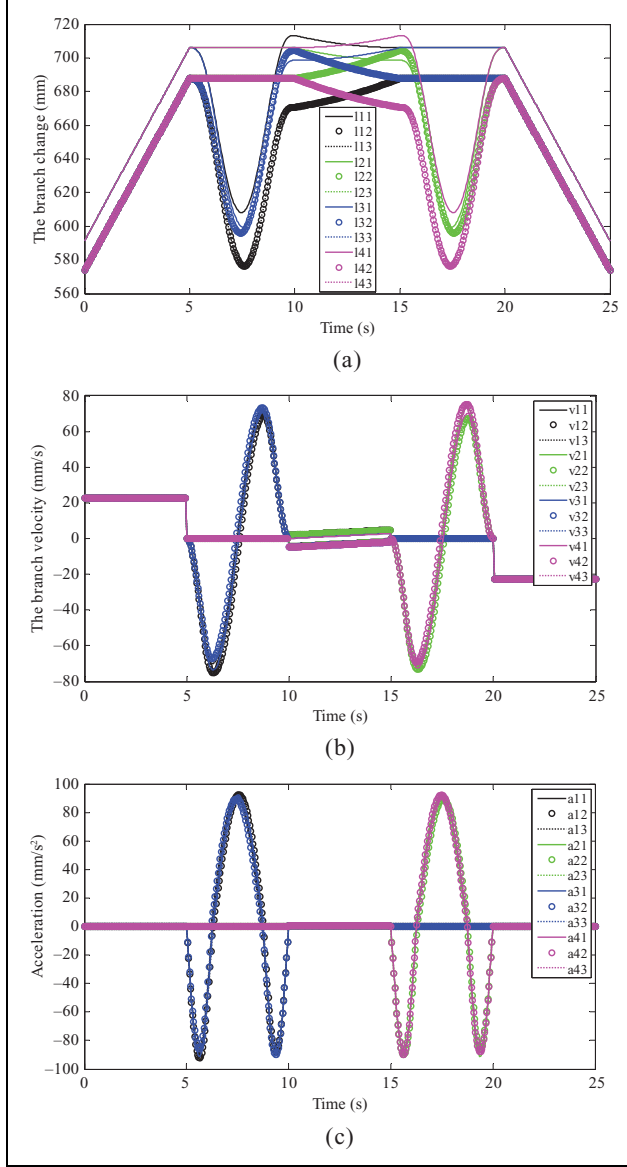 720
700
680
660
640
620
600
580
560
The branch change (mm)
l11
l12
l13
l21
l22
l23
l31
l32
l33
l41
l42
l43
0 5 10 15 20 25
Time (s)
(a)
80
60
40
20
0
−20
−40
−60
−80
The branch velocity (mm/s)
v11
v12
v13
v21
v22
v23
v31
v32
v33
v41
v42
v43
0 5 10 15 20 25
Time (s)
(b)
100
80
60
40
20
0
−20
−40
−60
−80
−100
Acceleration (mm/s²)
a11
a12
a13
a21
a22
a23
a31
a32
a33
a41
a42
a43
0 5 10 15 20 25
Time (s)
(c)